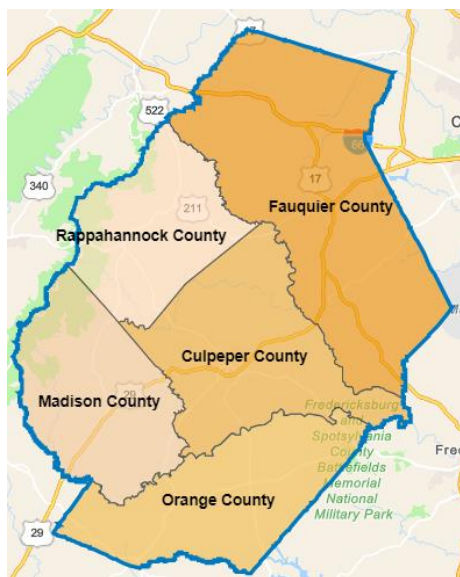 522
340
211
17
66
Fauquier County
Rappahannock County
Culpeper County
29
Madison County
Fredericksburg
and
Spotsylvania
County
Battlefields
Memorial
National
Military Park
Fred
Orange County
29